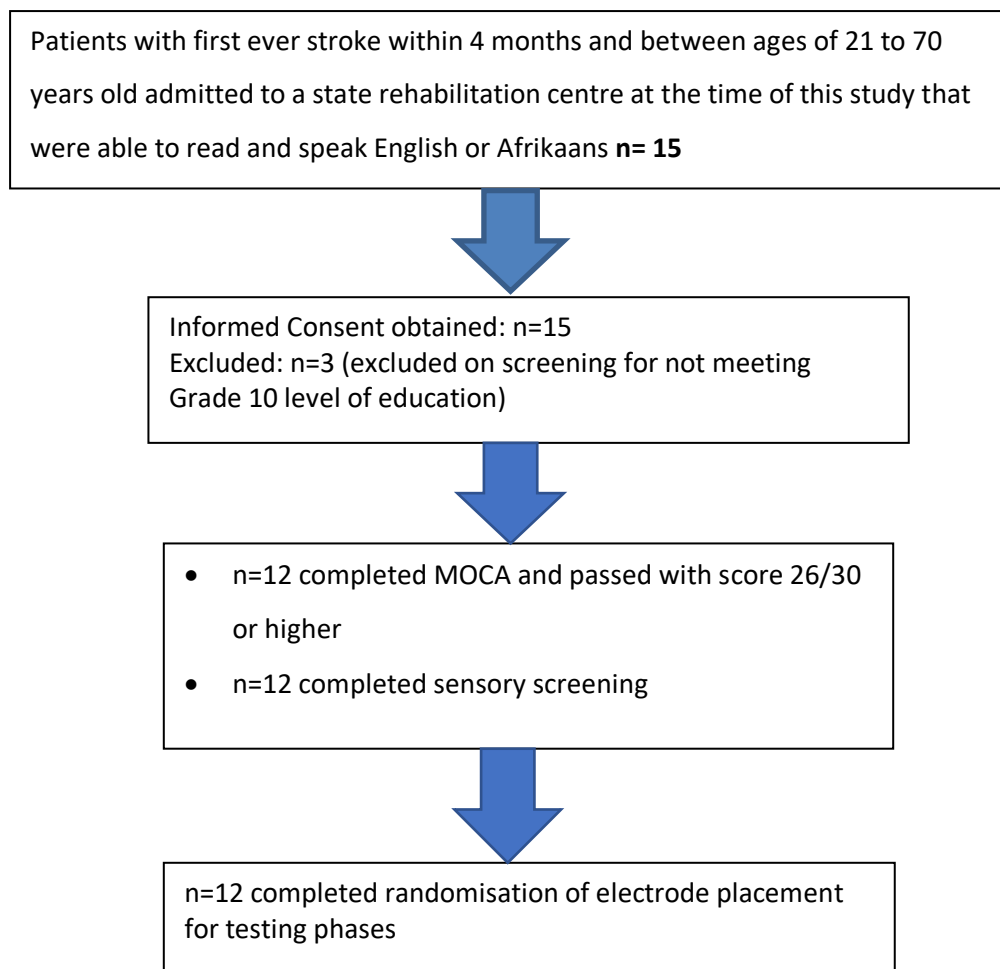 Patients with first ever stroke within 4 months and between ages of 21 to 70
years old admitted to a state rehabilitation centre at the time of this study that
were able to read and speak English or Afrikaans n= 15
Informed Consent obtained: n=15
Excluded: n=3 (excluded on screening for not meeting
Grade 10 level of education)
• n=12 completed MOCA and passed with score 26/30
or higher
• n=12 completed sensory screening
n=12 completed randomisation of electrode placement
for testing phases